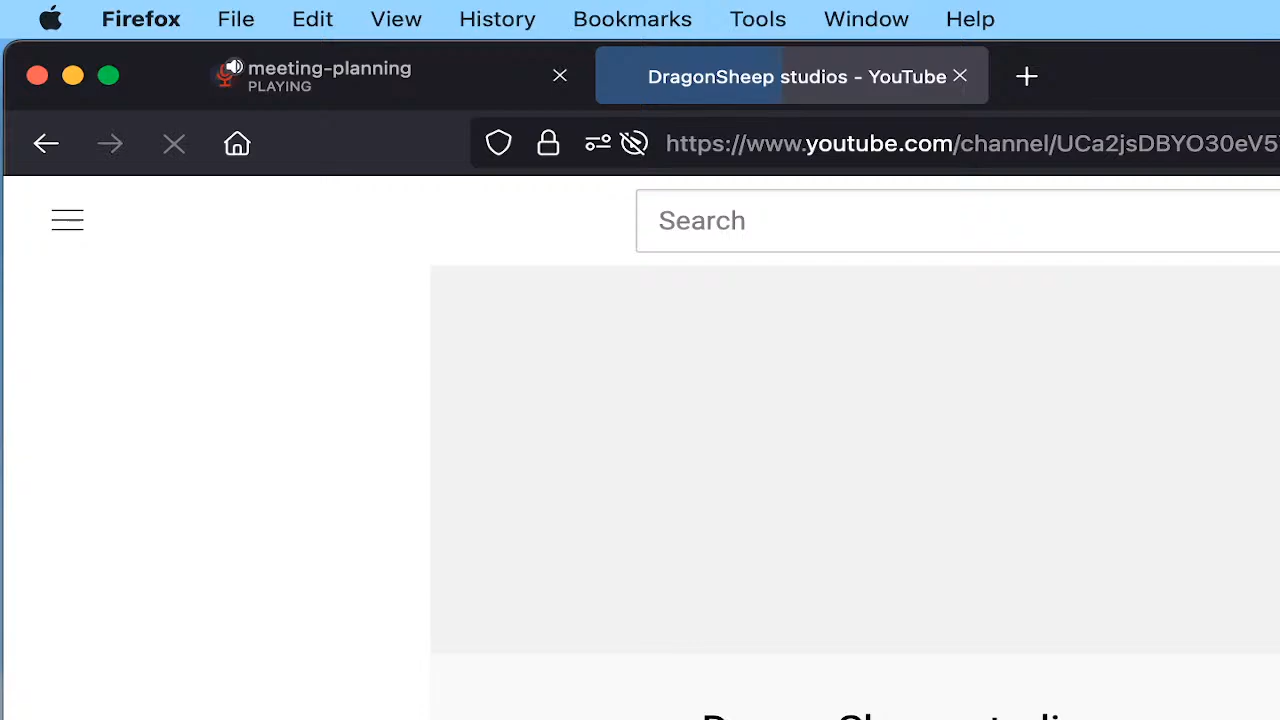 Firefox File Edit View History Bookmarks Tools Window Help
meeting-planning
PLAYING
DragonSheep studios - YouTube
https://www.youtube.com/channel/UCa2jsDBYO30eV5
Search